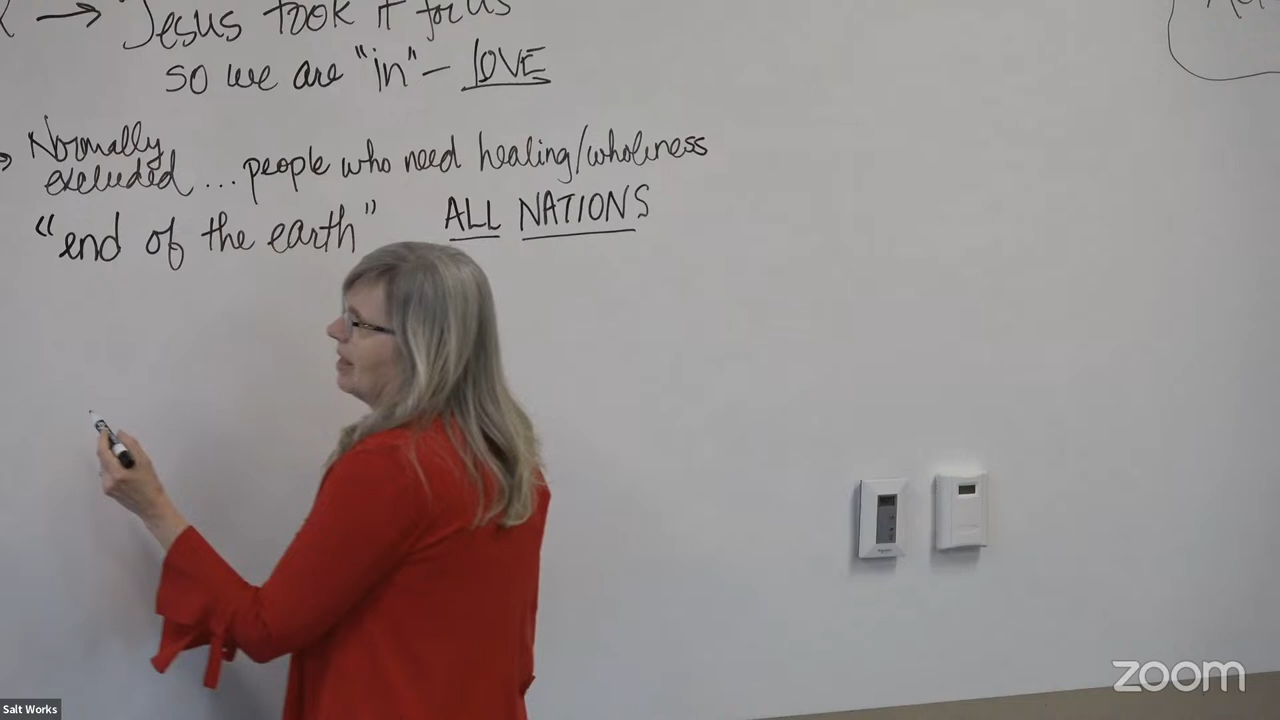 → Jesus took it for us
so we are "in" - LOVE
Normally
excluded ... people who need healing/wholeness
"end of the earth" ALL NATIONS
zoom
Salt Works